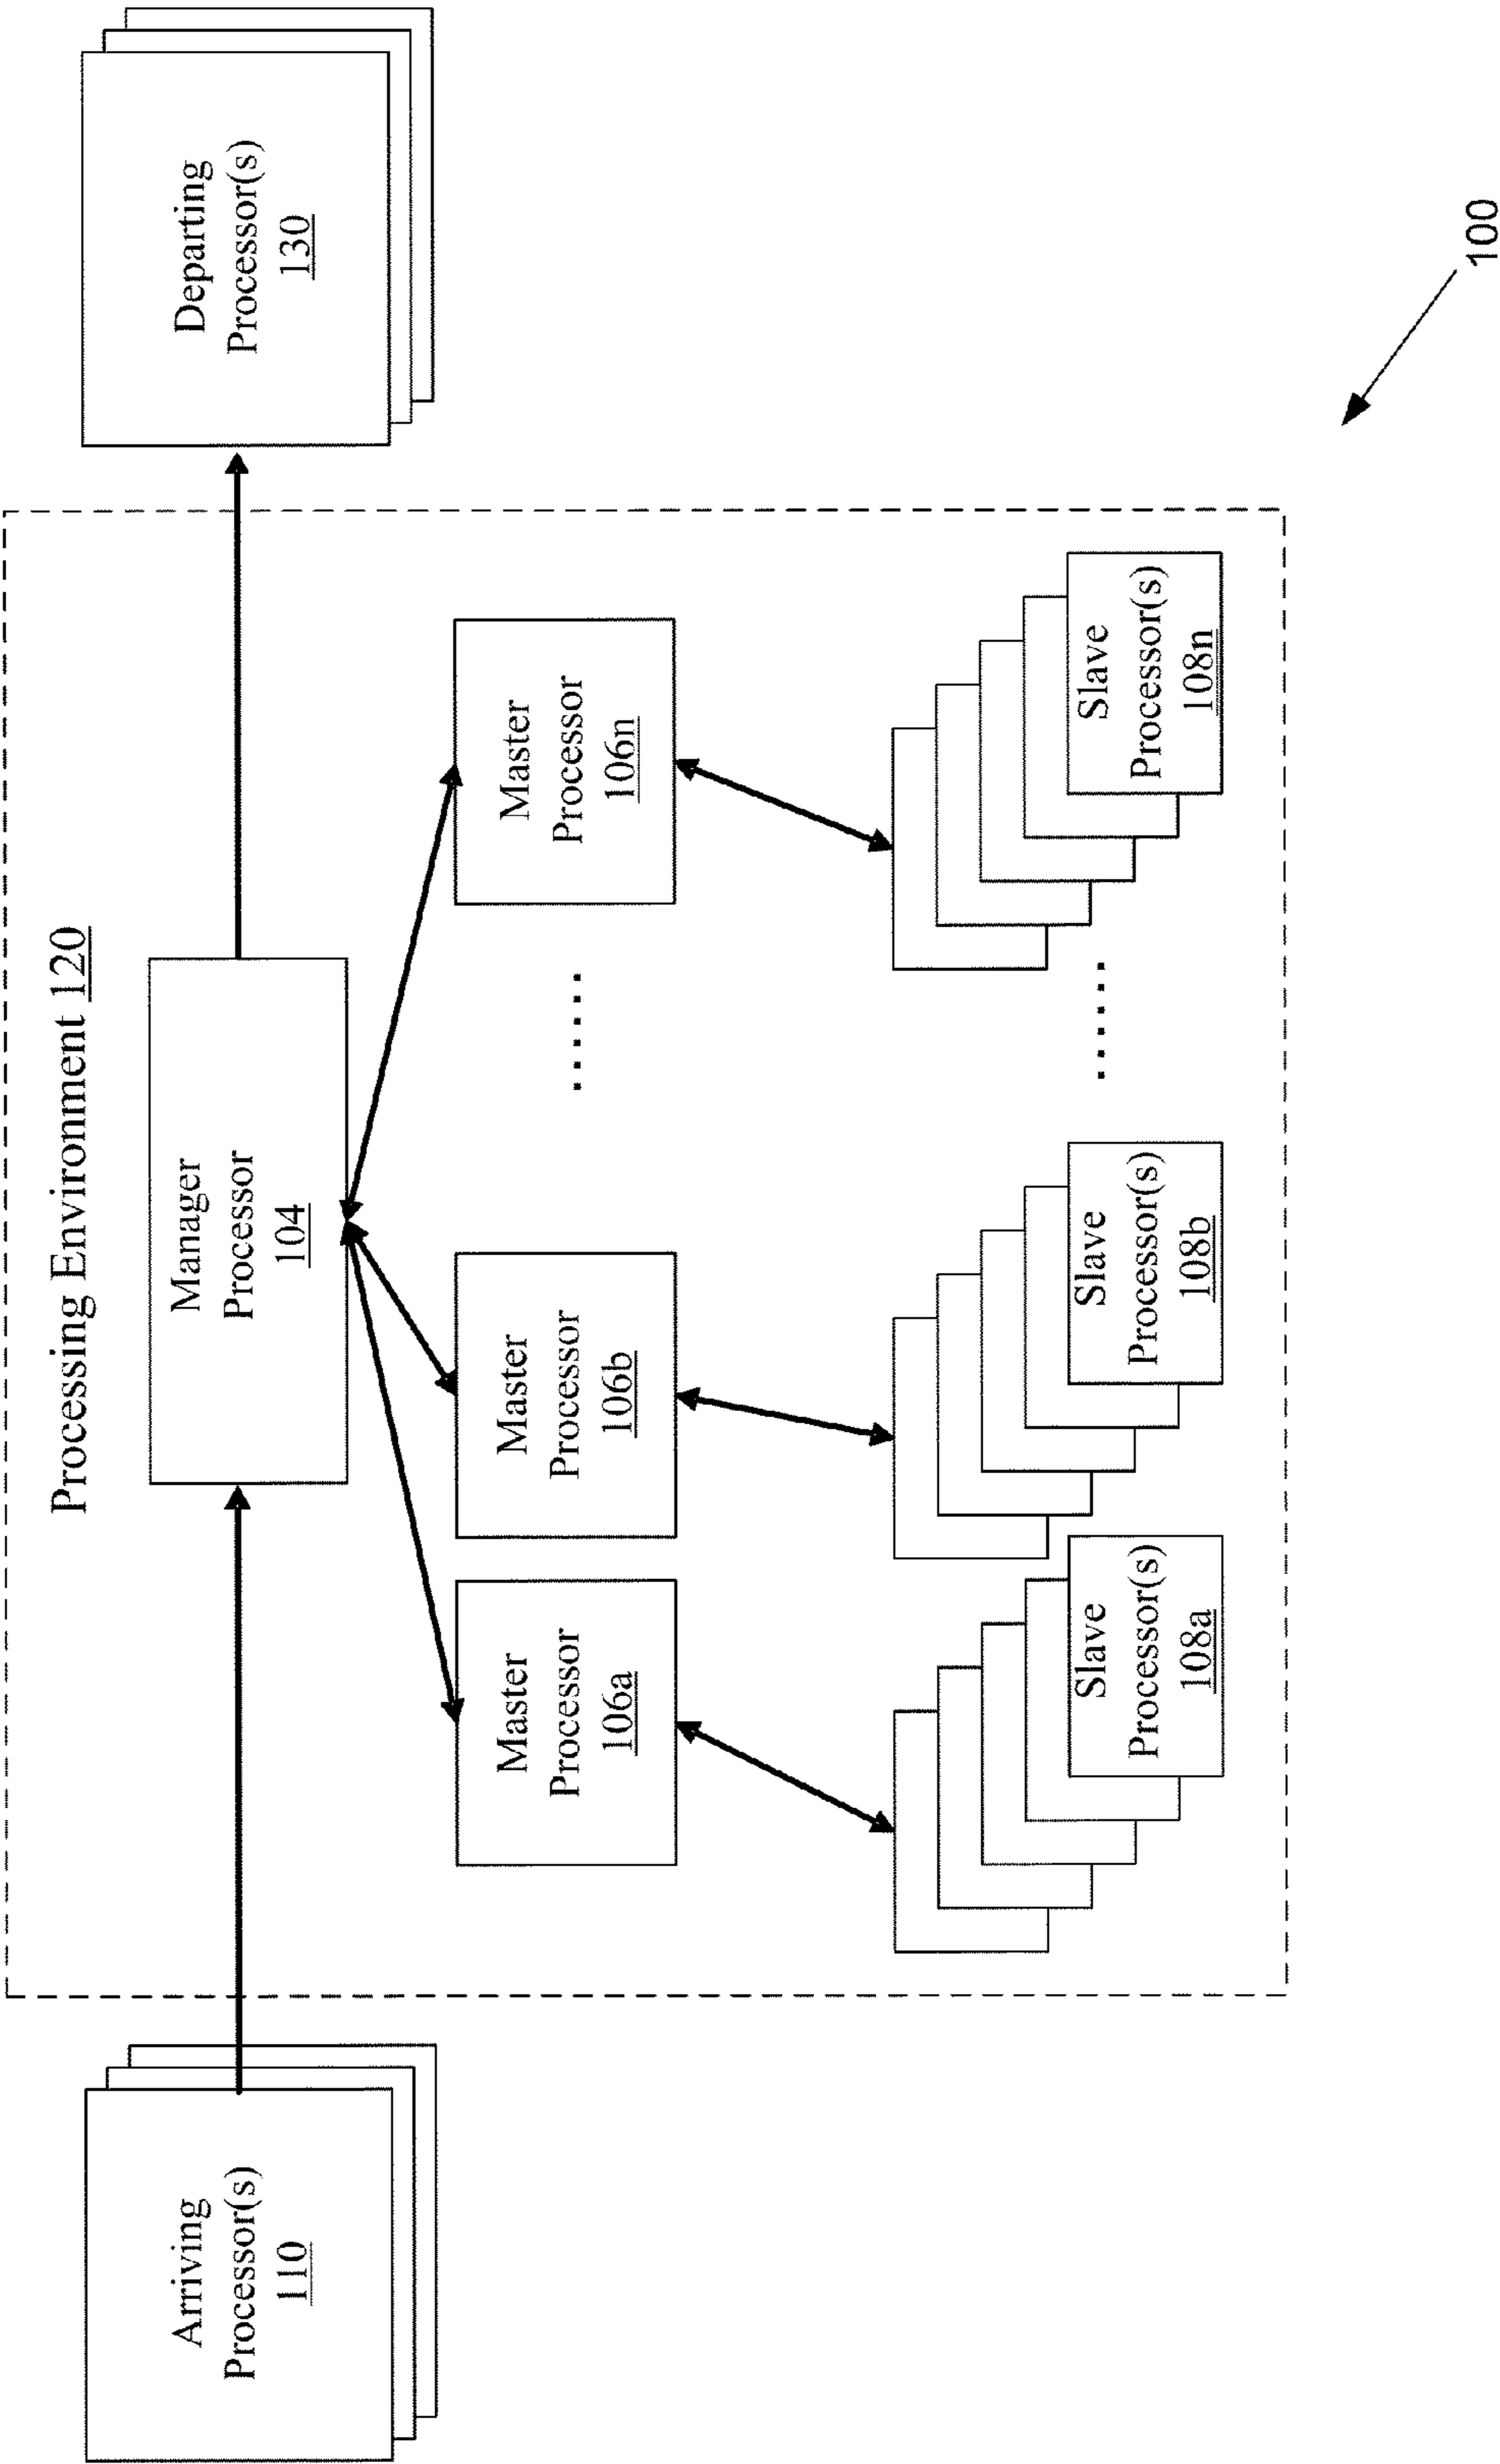 Processing Environment 120
Arriving
Processor(s)
110
Manager
Processor
104
Departing
Processor(s)
130
Master
Processor
106a
Master
Processor
106b
......
Master
Processor
106n
Slave
Processor(s)
108a
Slave
Processor(s)
108b
......
Slave
Processor(s)
108n
100